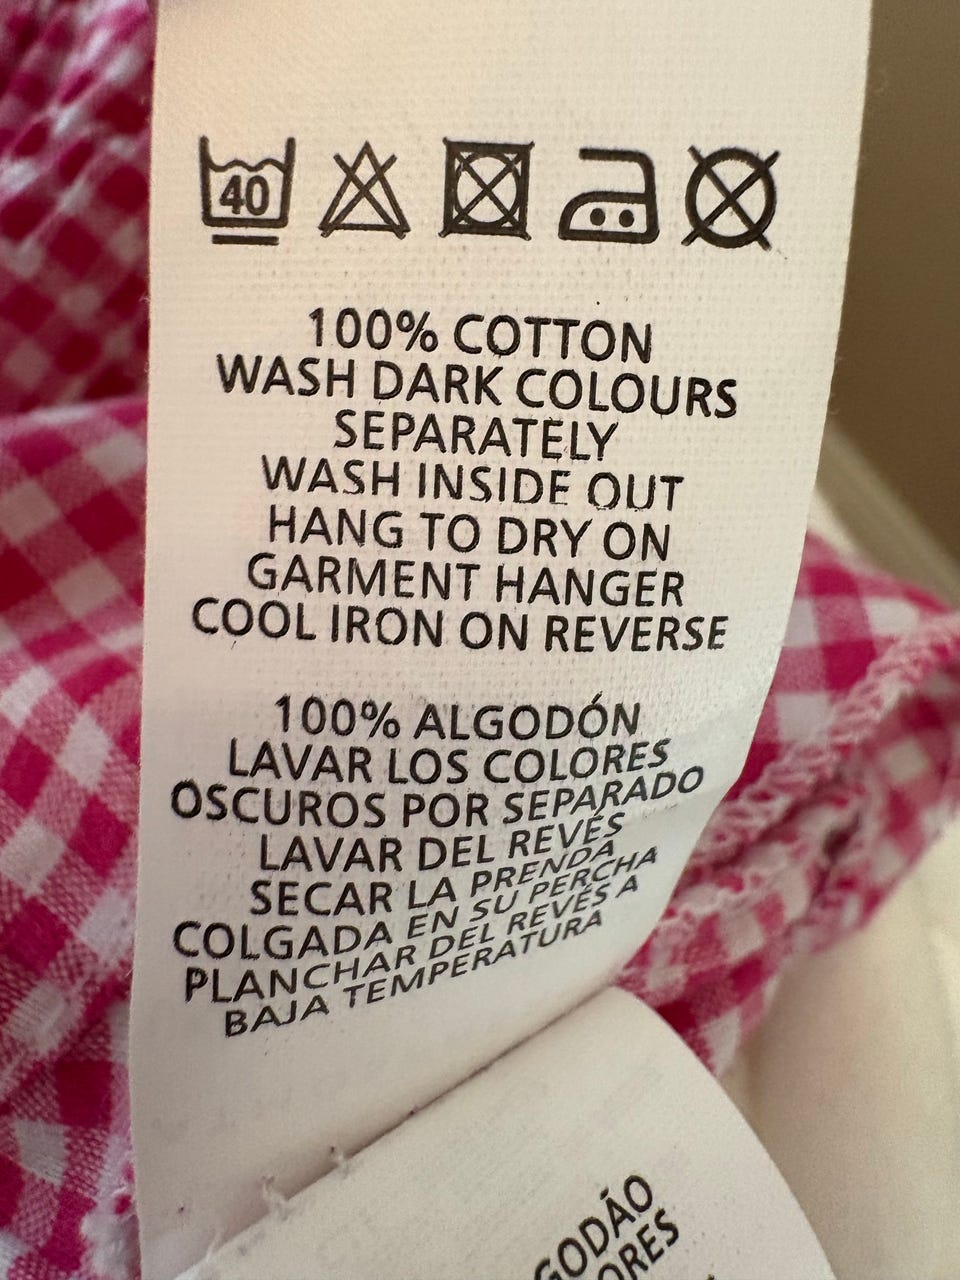 40
100% COTTON
WASH DARK COLOURS
SEPARATELY
WASH INSIDE OUT
HANG TO DRY ON
GARMENT HANGER
COOL IRON ON REVERSE
100% ALGODÓN
LAVAR LOS COLORES
OSCUROS POR SEPARADO
LAVAR DEL REVÉS
SECAR LA PRENDA
COLGADA EN SU PERCHA
PLANCHAR DEL REVÉS A
BAJA TEMPERATURA
GODÃO
ORES